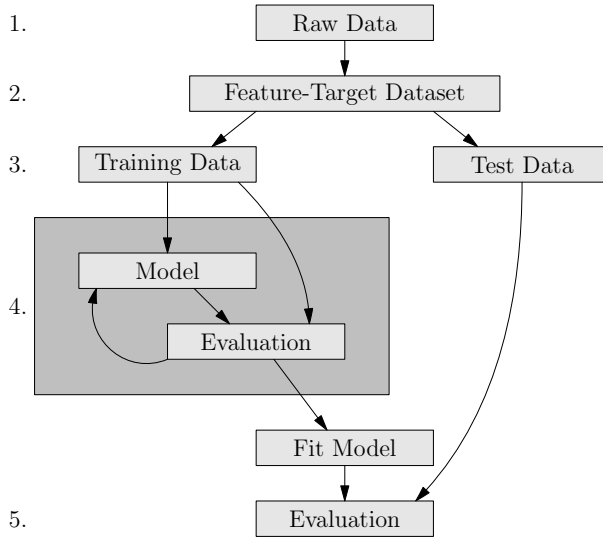 1.
Raw Data
2.
Feature-Target Dataset
3.
Training Data
Test Data
Model
4.
Evaluation
Fit Model
5.
Evaluation